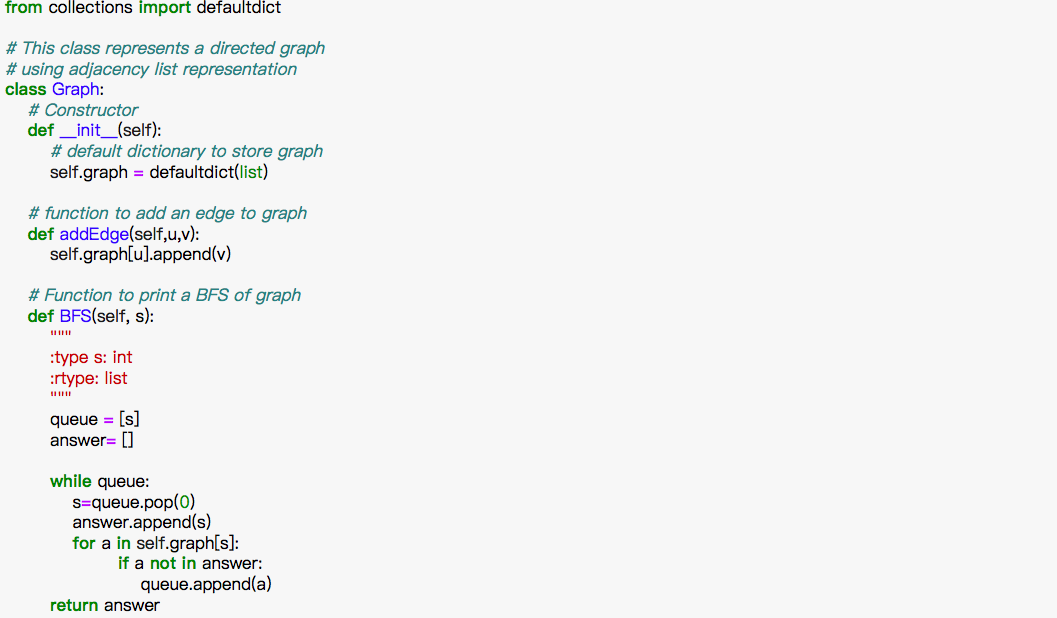 from collections import defaultdict

# This class represents a directed graph
# using adjacency list representation
class Graph:
    # Constructor
    def __init__(self):
        # default dictionary to store graph
        self.graph = defaultdict(list)

    # function to add an edge to graph
    def addEdge(self,u,v):
        self.graph[u].append(v)

    # Function to print a BFS of graph
    def BFS(self, s):
        """
        :type s: int
        :rtype: list
        """
        queue = [s]
        answer= []

        while queue:
            s=queue.pop(0)
            answer.append(s)
            for a in self.graph[s]:
                    if a not in answer:
                        queue.append(a)
        return answer